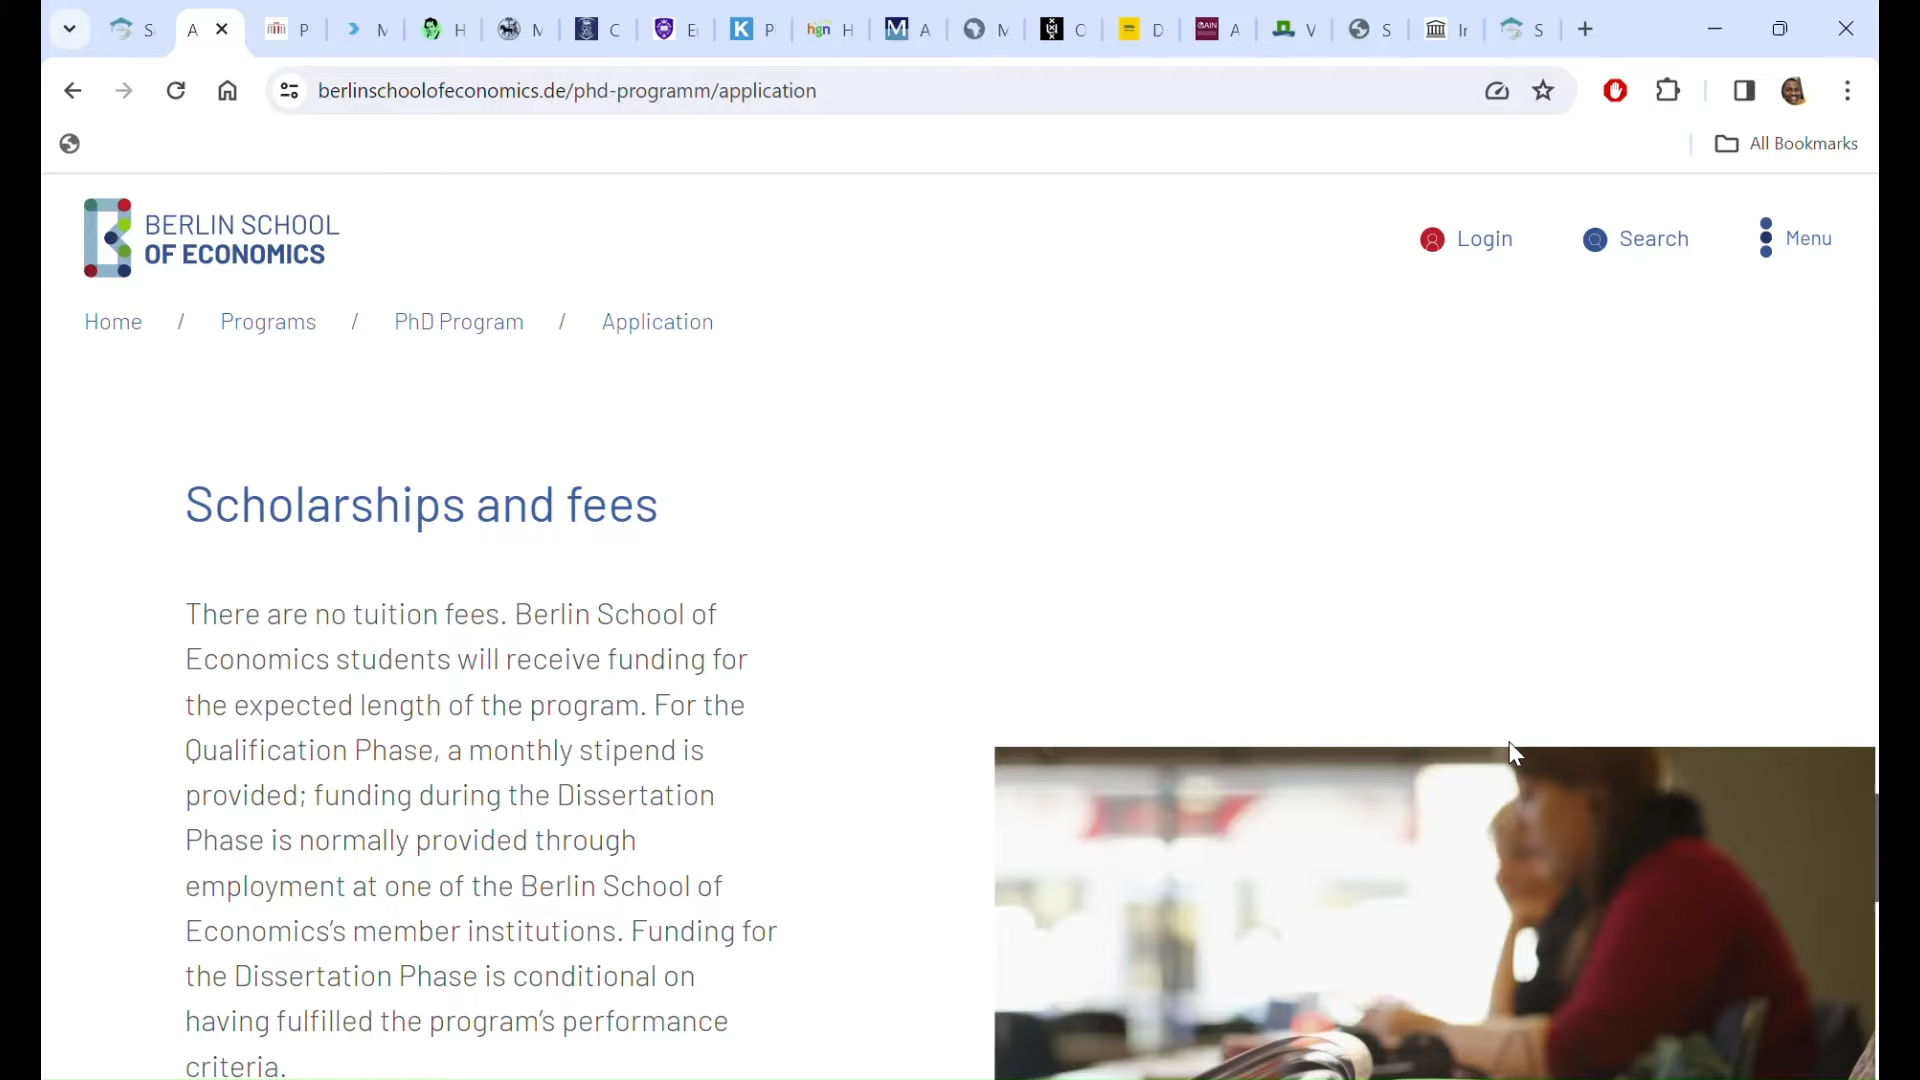 S
A
P
M
H
M
C
E
K
P
hgn
H
M
A
M
C
D
GAIN
A
V
S
Ir
S
berlinschoolofeconomics.de/phd-programm/application
All Bookmarks
BERLIN SCHOOL
OF ECONOMICS
Login
Search
Menu
Home / Programs / PhD Program / Application
Scholarships and fees
There are no tuition fees. Berlin School of
Economics students will receive funding for
the expected length of the program. For the
Qualification Phase, a monthly stipend is
provided; funding during the Dissertation
Phase is normally provided through
employment at one of the Berlin School of
Economics's member institutions. Funding for
the Dissertation Phase is conditional on
having fulfilled the program's performance
criteria.